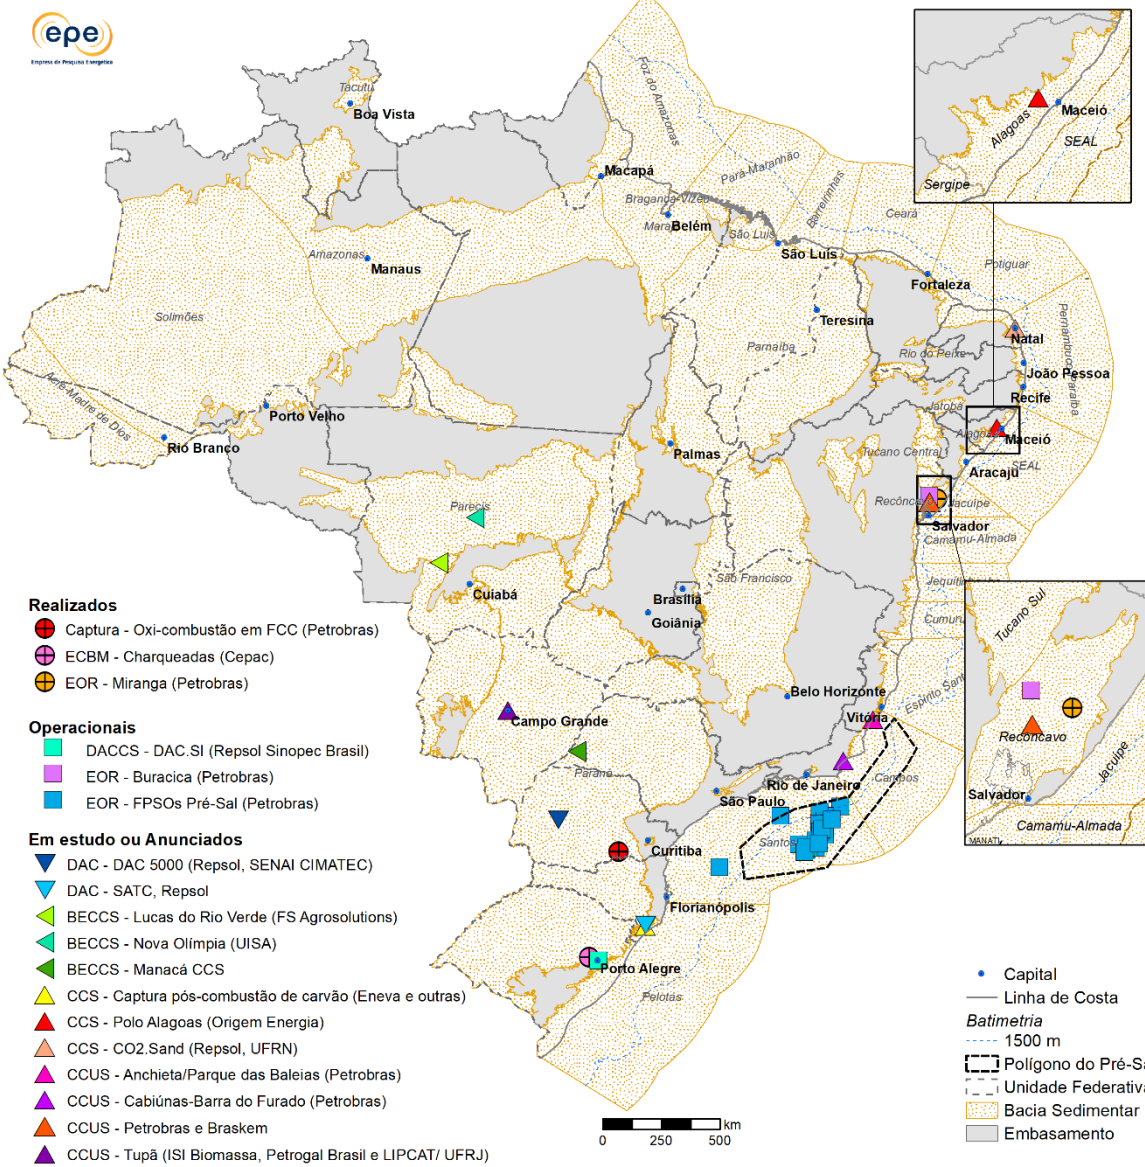 epe
Empresa de Pesquisa Energética
Tacutu
Boa Vista
Foz do Amazonas
Macapá
Pará-Maranhão
Braganda-Vizeu
Marajó
Belém
São Luis
São Luís
Barreirinhas
Ceará
Amazonas
Manaus
Potiguar
Fortaleza
Solimões
Teresina
Parnaíba
Natal
Pernambuco-Paraíba
Rio do Peixe
João Pessoa
Recife
Acre-Madre de Dios
Porto Velho
Rio Branco
Jatobá
Alagoas
Maceió
SEAL
Palmas
Tucano Central
Aracaju
Parecis
Recôncavo
Jacuípe
Salvador
Camamu-Almada
São Francisco
Cuiabá
Brasília
Goiânia
Cumuru
Espírito Sant
Belo Horizonte
Vitória
Campo Grande
Paraná
Campos
Rio de Janeiro
São Paulo
Santos
Curitiba
Florianópolis
Porto Alegre
Pelotas
Maceió
Alagoas
SEAL
Sergipe
Tucano Sul
Recôncavo
Jacuípe
Salvador
Camamu-Almada
MANATI
Realizados
Captura - Oxi-combustão em FCC (Petrobras)
ECBM - Charqueadas (Cepac)
EOR - Miranga (Petrobras)
Operacionais
DACCS - DAC.SI (Repsol Sinopec Brasil)
EOR - Buracica (Petrobras)
EOR - FPSOs Pré-Sal (Petrobras)
Em estudo ou Anunciados
DAC - DAC 5000 (Repsol, SENAI CIMATEC)
DAC - SATC, Repsol
BECCS - Lucas do Rio Verde (FS Agrosolutions)
BECCS - Nova Olímpia (UISA)
BECCS - Manacá CCS
CCS - Captura pós-combustão de carvão (Eneva e outras)
CCS - Polo Alagoas (Origem Energia)
CCS - CO2.Sand (Repsol, UFRN)
CCUS - Anchieta/Parque das Baleias (Petrobras)
CCUS - Cabiúnas-Barra do Furado (Petrobras)
CCUS - Petrobras e Braskem
CCUS - Tupã (ISI Biomassa, Petrogal Brasil e LIPCAT/ UFRJ)
km
0 250 500
Capital
Linha de Costa
Batimetria
1500 m
Polígono do Pré-Sa
Unidade Federativa
Bacia Sedimentar
Embasamento